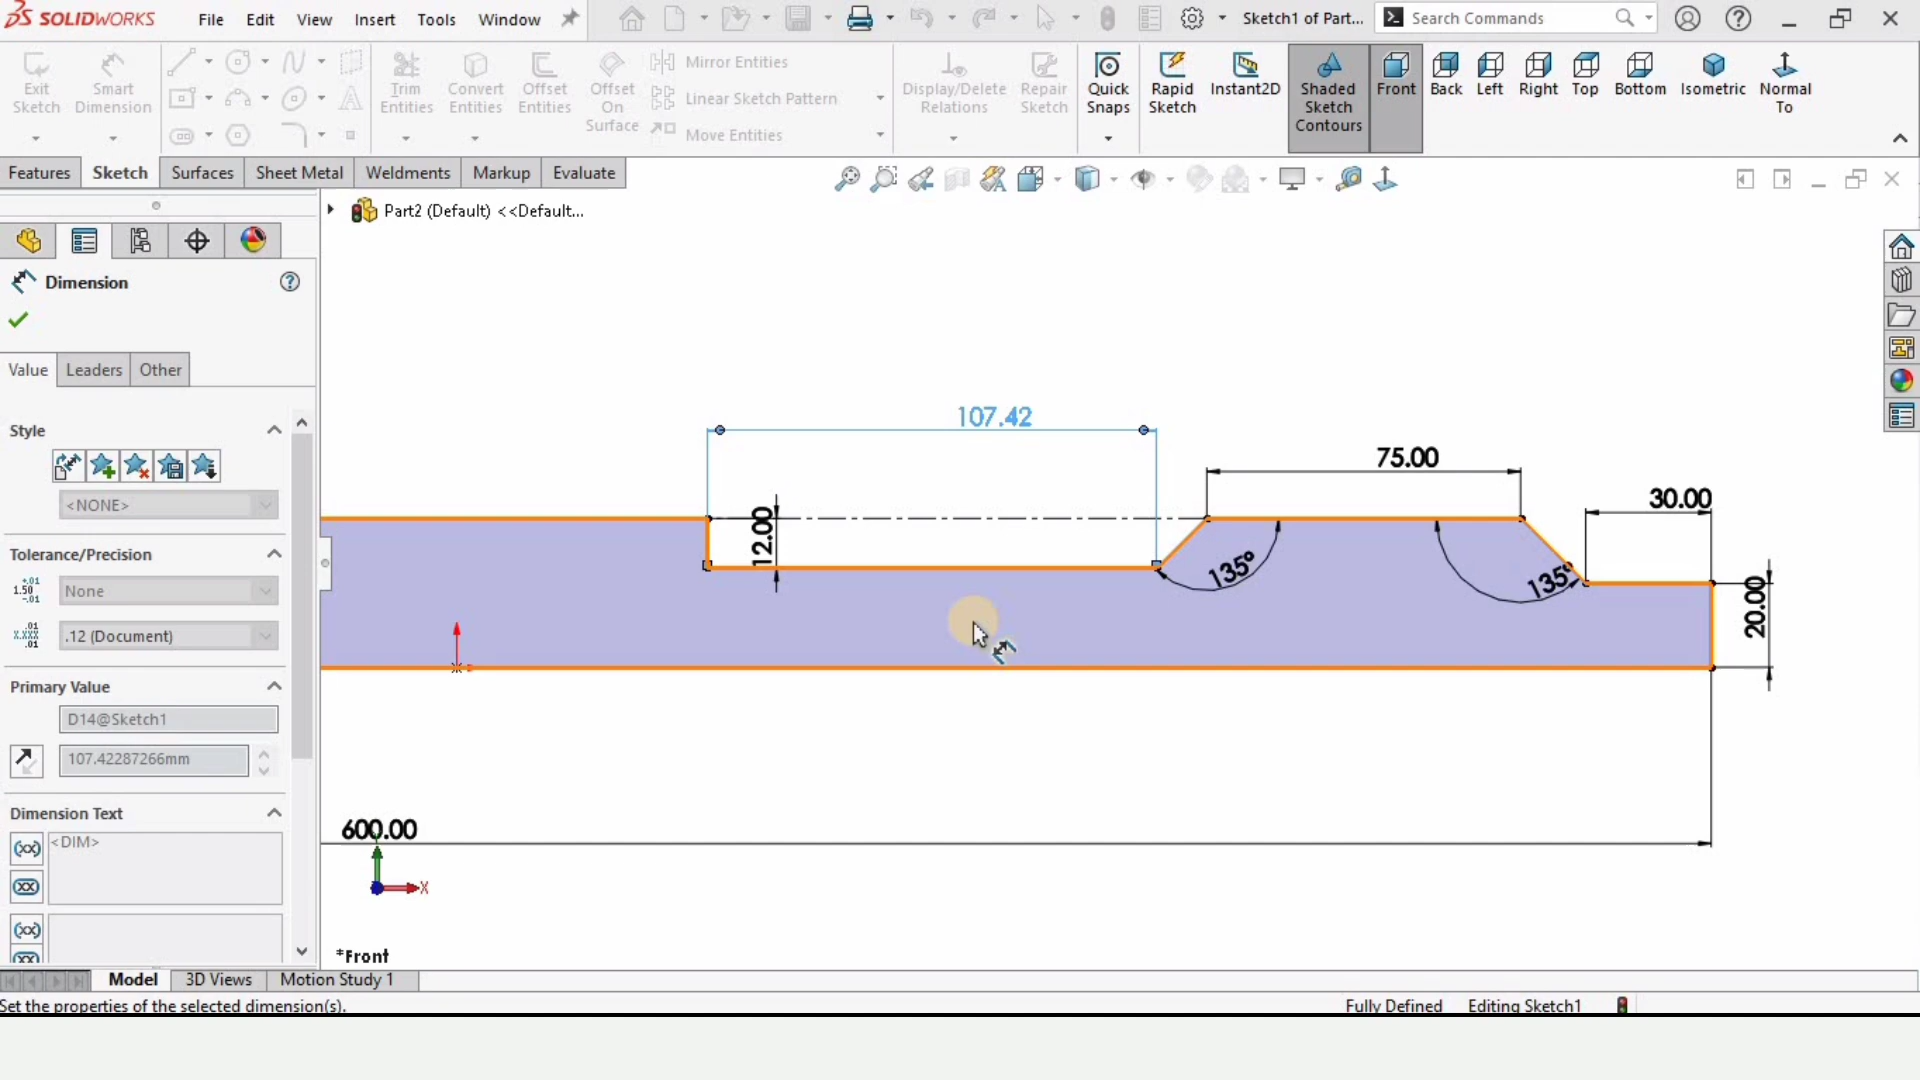 SOLIDWORKS File Edit View Insert Tools Window Sketch1 of Part... Search Commands
Exit Sketch
Smart Dimension
Trim Entities
Convert Entities
Offset Entities
Offset On Surface
Mirror Entities
Linear Sketch Pattern
Move Entities
Display/Delete Relations
Repair Sketch
Quick Snaps
Rapid Sketch
Instant2D
Shaded Sketch Contours
Front
Back
Left
Right
Top
Bottom
Isometric
Normal To
Features Sketch Surfaces Sheet Metal Weldments Markup Evaluate
Part2 (Default) <<Default...
Dimension
Value Leaders Other
Style
<NONE>
Tolerance/Precision
None
.12 (Document)
Primary Value
D14@Sketch1
107.42287266mm
Dimension Text
<DIM>
107.42
75.00
30.00
12.00
135°
135°
20.00
600.00
X
*Front
Model 3D Views Motion Study 1
Set the properties of the selected dimension(s). Fully Defined Editing Sketch1